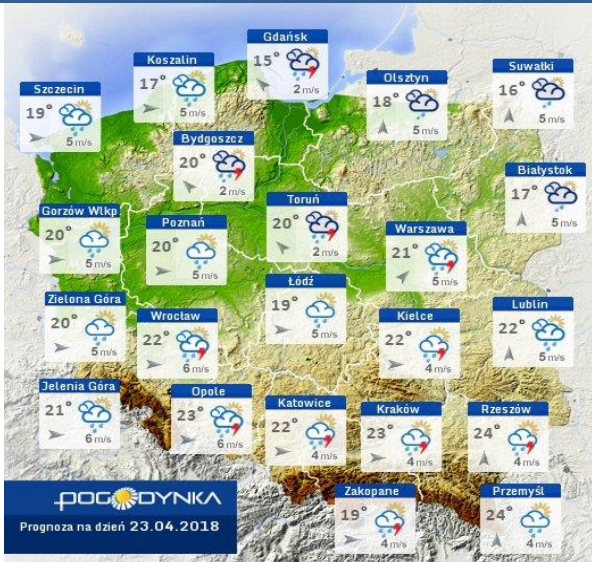 Gdańsk
15°
2 m/s
Koszalin
17°
5 m/s
Suwałki
16°
5 m/s
Olsztyn
18°
5 m/s
Szczecin
19°
5 m/s
Bydgoszcz
20°
2 m/s
Białystok
17°
5 m/s
Gorzów Wlkp
20°
5 m/s
Poznań
20°
5 m/s
Toruń
20°
2 m/s
Warszawa
21°
5 m/s
Łódź
19°
5 m/s
Zielona Góra
20°
5 m/s
Wrocław
22°
6 m/s
Kielce
22°
4 m/s
Lublin
22°
5 m/s
Jelenia Góra
21°
6 m/s
Opole
23°
6 m/s
Katowice
22°
4 m/s
Kraków
23°
4 m/s
Rzeszów
24°
4 m/s
Zakopane
19°
4 m/s
Przemyśl
24°
4 m/s
POGODYNKA
Prognoza na dzień 23.04.2018